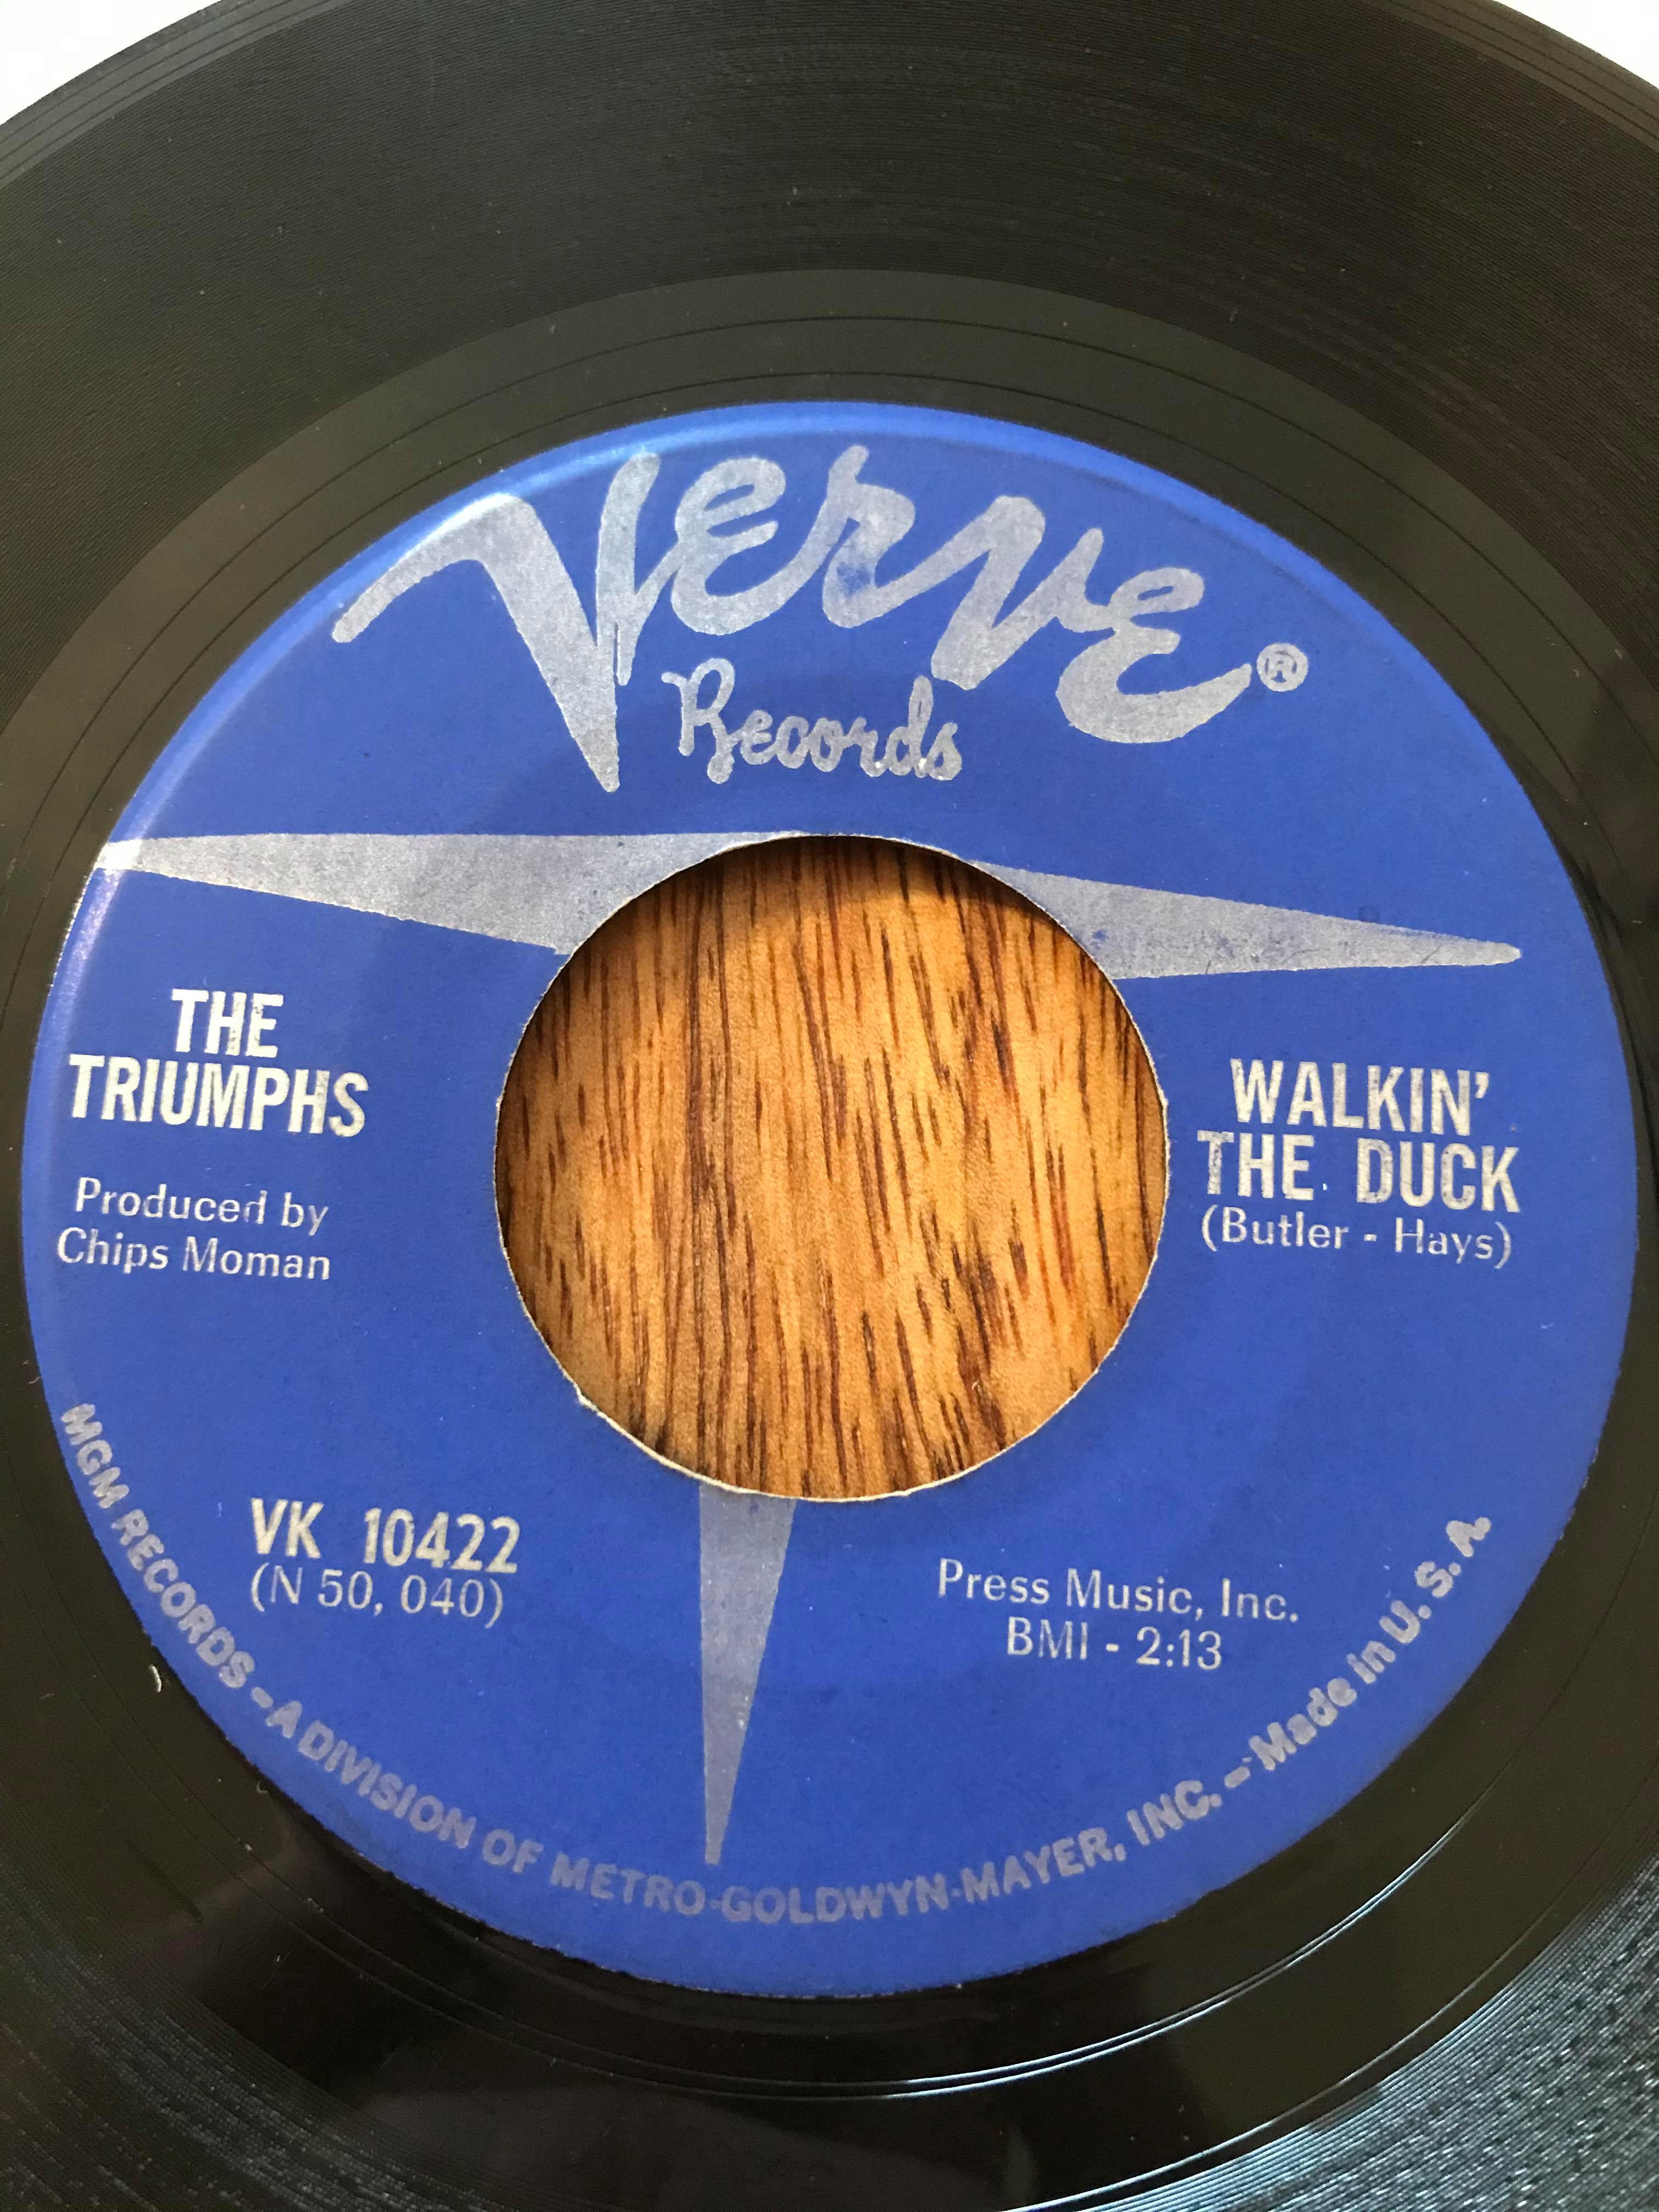 Verve®
Records
THE
TRIUMPHS
Produced by
Chips Moman
WALKIN'
THE DUCK
(Butler - Hays)
VK 10422
(N 50, 040)
Press Music, Inc.
BMI - 2:13
MGM RECORDS - A DIVISION OF METRO-GOLDWYN-MAYER, INC. - Made in U. S. A.